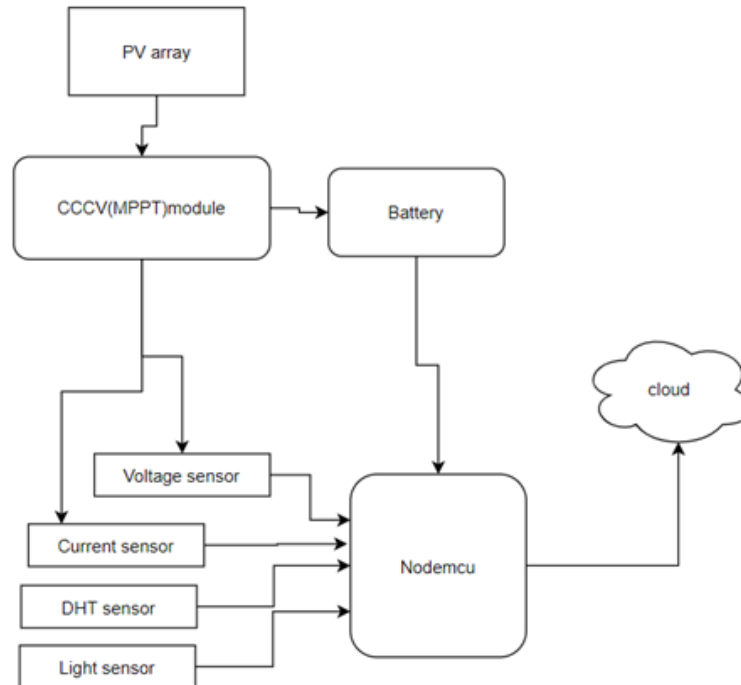 PV array
CCCV(MPPT)module
Battery
cloud
Voltage sensor
Current sensor
Nodemcu
DHT sensor
Light sensor